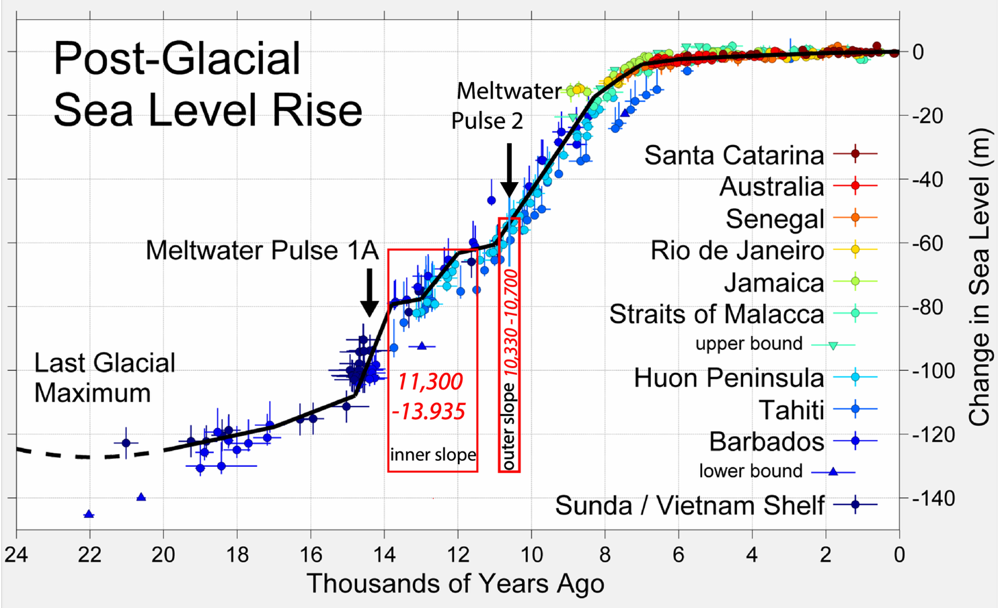 Post-Glacial
Sea Level Rise
Meltwater
Pulse 2
Meltwater Pulse 1A
Last Glacial
Maximum
11,300
-13.935
inner slope
outer slope 10,330 -10,700
Santa Catarina
Australia
Senegal
Rio de Janeiro
Jamaica
Straits of Malacca
upper bound
Huon Peninsula
Tahiti
Barbados
lower bound
Sunda / Vietnam Shelf
0
-20
-40
-60
-80
-100
-120
-140
Change in Sea Level (m)
24 22 20 18 16 14 12 10 8 6 4 2 0
Thousands of Years Ago